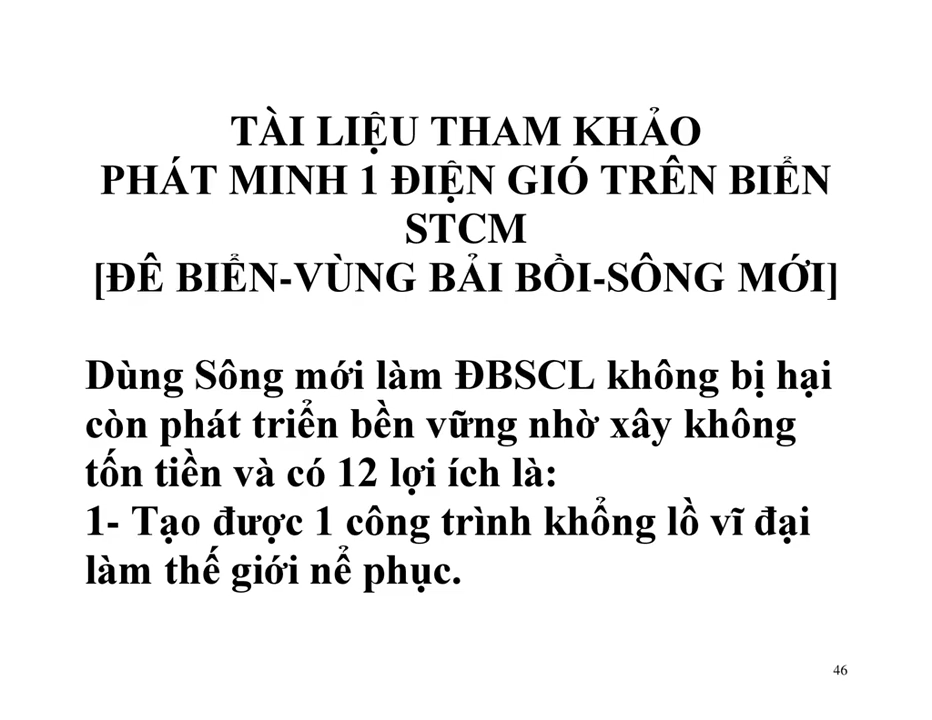 TÀI LIỆU THAM KHẢO
PHÁT MINH 1 ĐIỆN GIÓ TRÊN BIỂN
STCM
[ĐÊ BIỂN-VÙNG BẢI BỒI-SÔNG MỚI]
Dùng Sông mới làm ĐBSCL không bị hại
còn phát triển bền vững nhờ xây không
tốn tiền và có 12 lợi ích là:
1- Tạo được 1 công trình khổng lồ vĩ đại
làm thế giới nể phục.
46